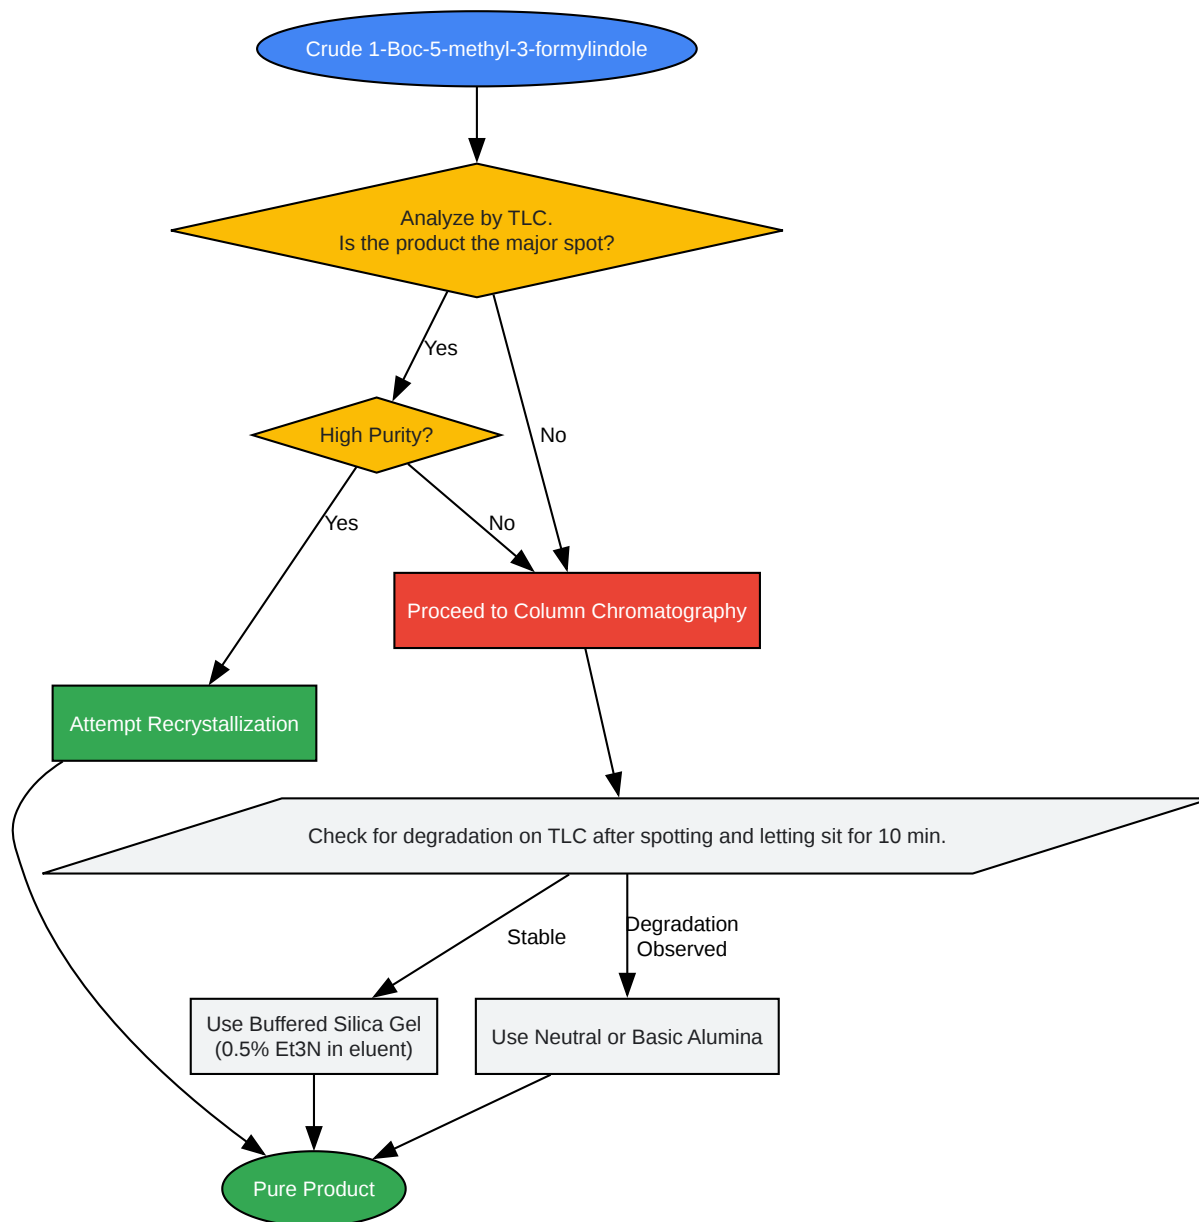 Crude 1-Boc-5-methyl-3-formylindole
Analyze by TLC.
Is the product the major spot?
Yes
High Purity?
No
Yes
No
Proceed to Column Chromatography
Attempt Recrystallization
Check for degradation on TLC after spotting and letting sit for 10 min.
Stable
Degradation
Observed
Use Buffered Silica Gel
(0.5% Et3N in eluent)
Use Neutral or Basic Alumina
Pure Product